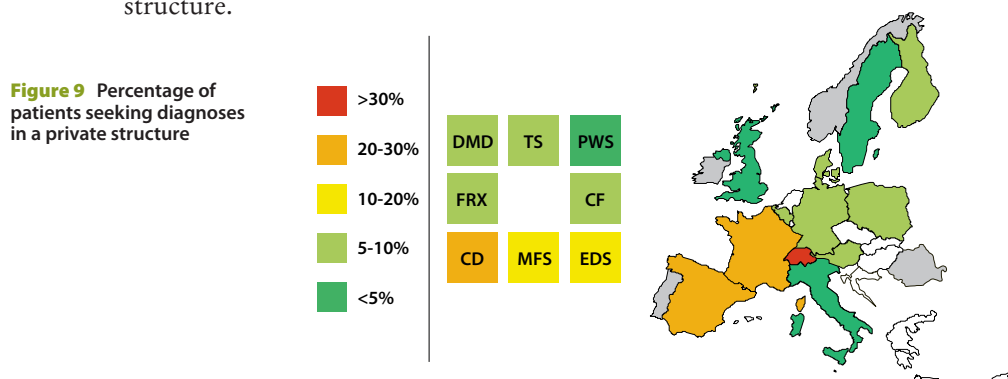 structure.
Figure 9 Percentage of
patients seeking diagnoses
in a private structure
>30%
20-30%
10-20%
5-10%
<5%
DMD TS PWS
FRX CF
CD MFS EDS